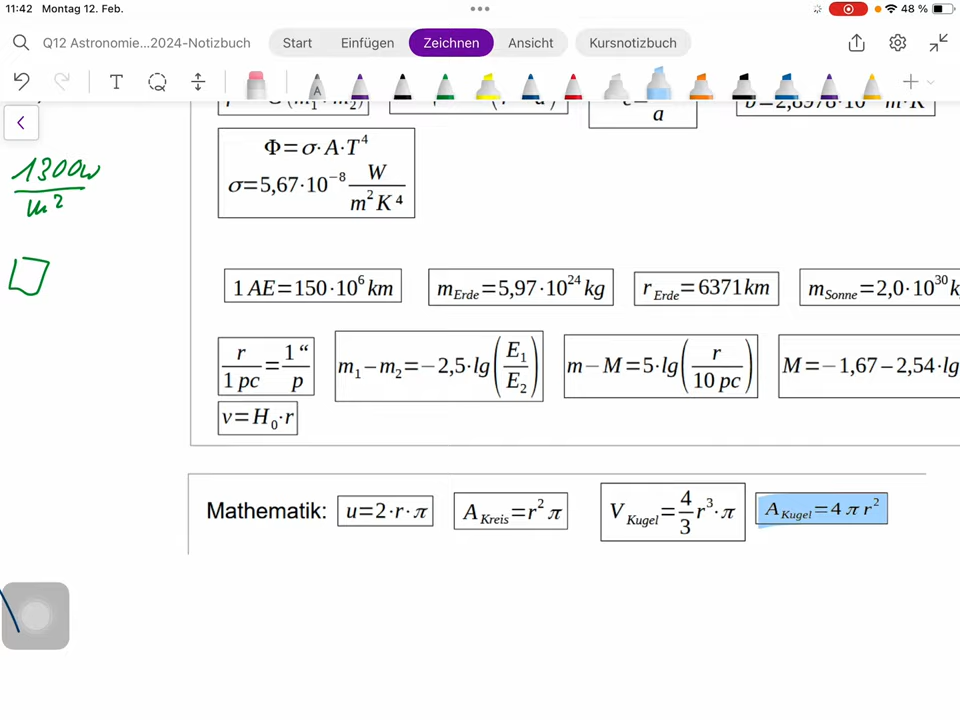 11:42 Montag 12. Feb. 48 %
Q12 Astronomie...2024-Notizbuch Start Einfügen Zeichnen Ansicht Kursnotizbuch
T A
a
Φ=σ·A·T⁴
σ=5,67·10⁻⁸ W/(m²K⁴)
1300W/m²
1 AE=150·10⁶ km m_Erde=5,97·10²⁴ kg r_Erde=6371 km m_Sonne=2,0·10³⁰ k
r/(1 pc)=1“/p m₁−m₂=−2,5·lg(E₁/E₂) m−M=5·lg(r/(10 pc)) M=−1,67−2,54·lg
v=H₀·r
Mathematik: u=2·r·π A_Kreis=r²π V_Kugel=4/3 r³·π A_Kugel=4πr²